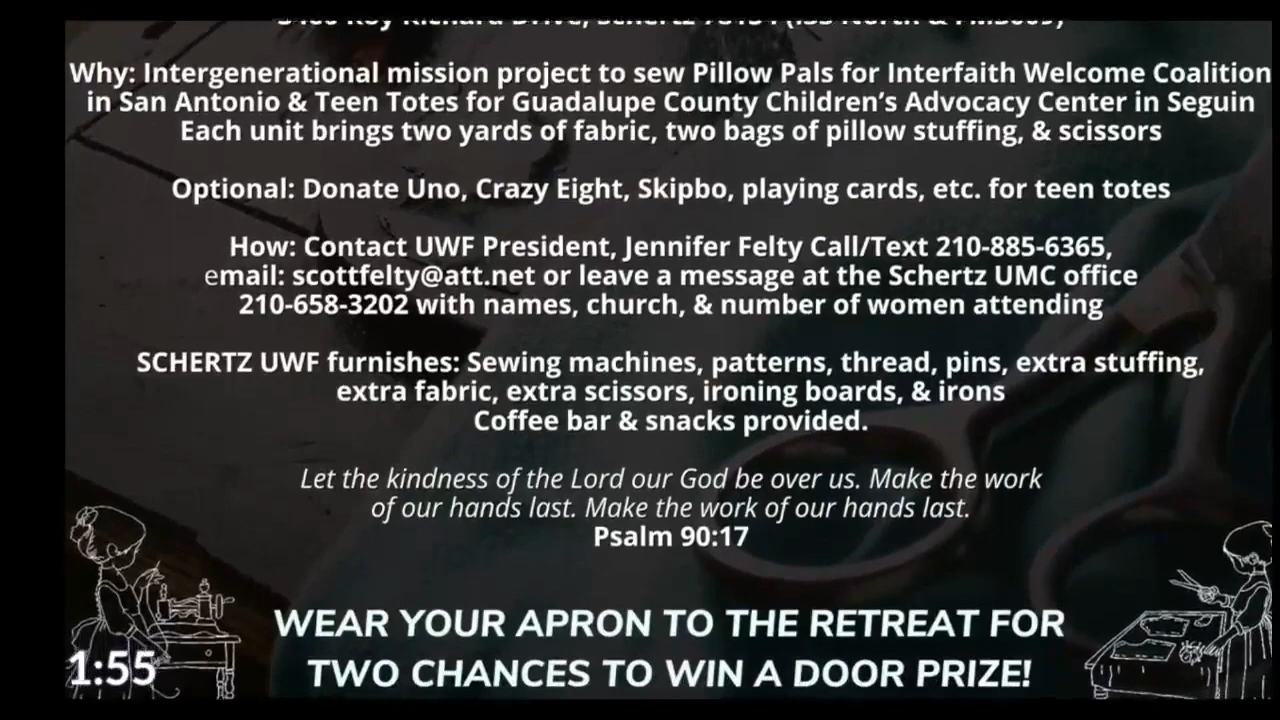 Why: Intergenerational mission project to sew Pillow Pals for Interfaith Welcome Coalition
in San Antonio & Teen Totes for Guadalupe County Children’s Advocacy Center in Seguin
Each unit brings two yards of fabric, two bags of pillow stuffing, & scissors
Optional: Donate Uno, Crazy Eight, Skipbo, playing cards, etc. for teen totes
How: Contact UWF President, Jennifer Felty Call/Text 210-885-6365,
email: scottfelty@att.net or leave a message at the Schertz UMC office
210-658-3202 with names, church, & number of women attending
SCHERTZ UWF furnishes: Sewing machines, patterns, thread, pins, extra stuffing,
extra fabric, extra scissors, ironing boards, & irons
Coffee bar & snacks provided.
Let the kindness of the Lord our God be over us. Make the work
of our hands last. Make the work of our hands last.
Psalm 90:17
WEAR YOUR APRON TO THE RETREAT FOR
TWO CHANCES TO WIN A DOOR PRIZE!
1:55